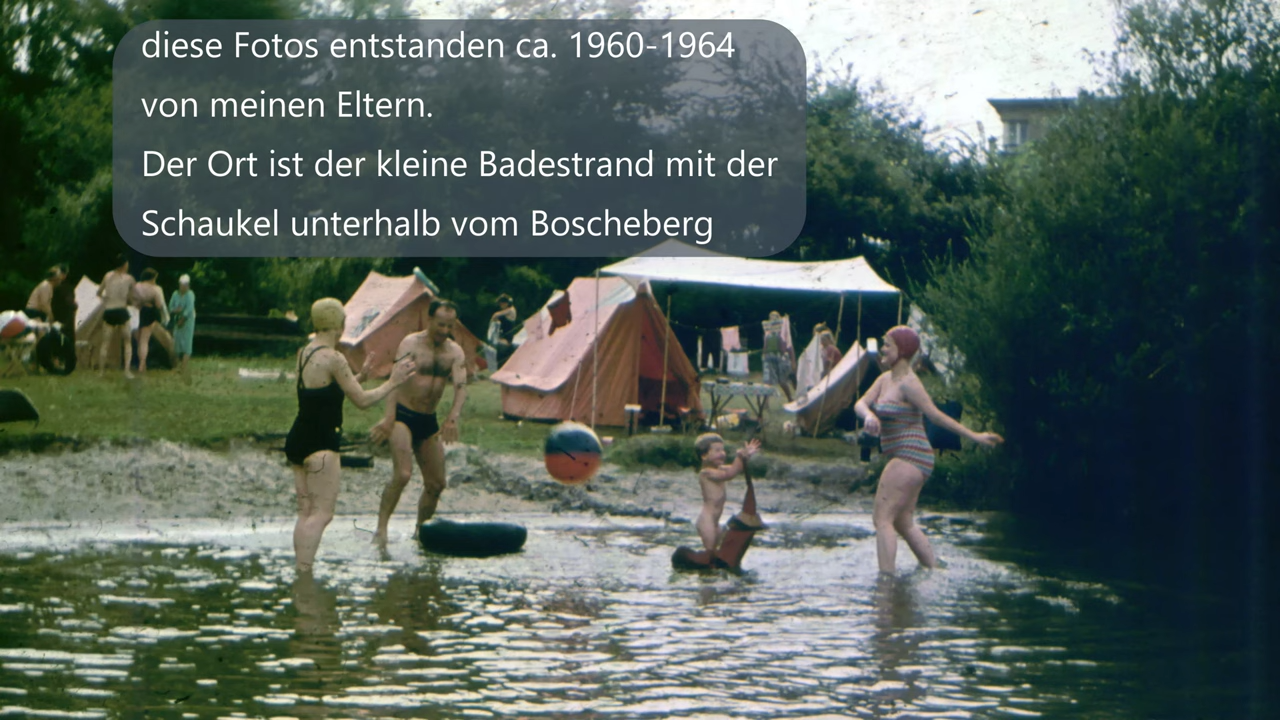 diese Fotos entstanden ca. 1960-1964
von meinen Eltern.
Der Ort ist der kleine Badestrand mit der
Schaukel unterhalb vom Boscheberg